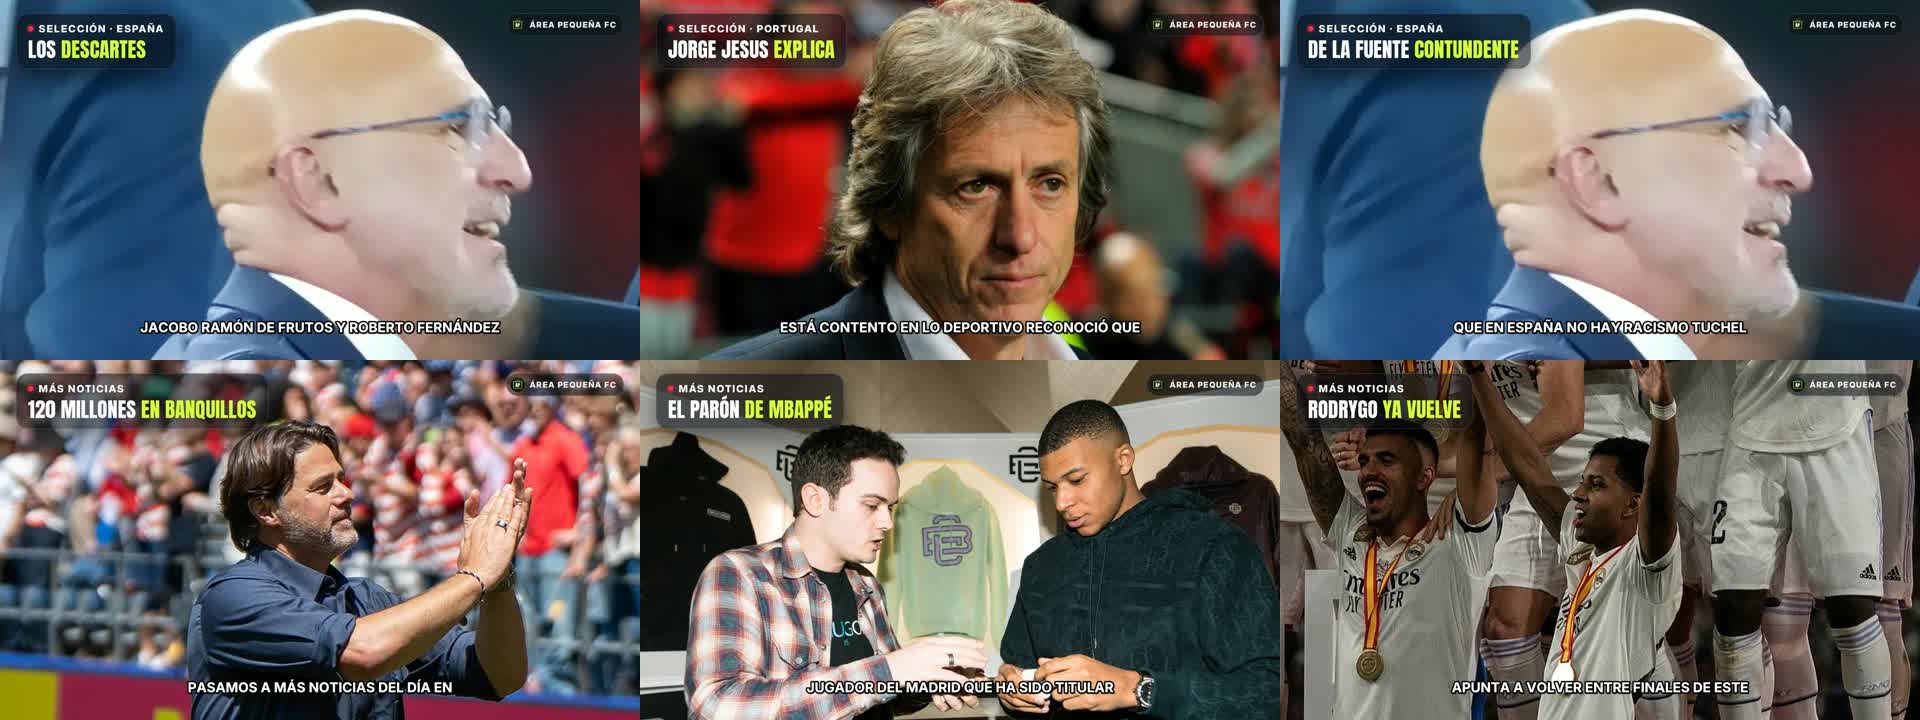 SELECCIÓN · ESPAÑA
LOS DESCARTES
ÁREA PEQUEÑA FC
JACOBO RAMÓN DE FRUTOS Y ROBERTO FERNÁNDEZ
SELECCIÓN · PORTUGAL
JORGE JESUS EXPLICA
ÁREA PEQUEÑA FC
ESTÁ CONTENTO EN LO DEPORTIVO RECONOCIÓ QUE
SELECCIÓN · ESPAÑA
DE LA FUENTE CONTUNDENTE
ÁREA PEQUEÑA FC
QUE EN ESPAÑA NO HAY RACISMO TUCHEL
MÁS NOTICIAS
120 MILLONES EN BANQUILLOS
ÁREA PEQUEÑA FC
PASAMOS A MÁS NOTICIAS DEL DÍA EN
MÁS NOTICIAS
EL PARÓN DE MBAPPÉ
ÁREA PEQUEÑA FC
JUGADOR DEL MADRID QUE HA SIDO TITULAR
MÁS NOTICIAS
RODRYGO YA VUELVE
ÁREA PEQUEÑA FC
2
adidas
APUNTA A VOLVER ENTRE FINALES DE ESTE